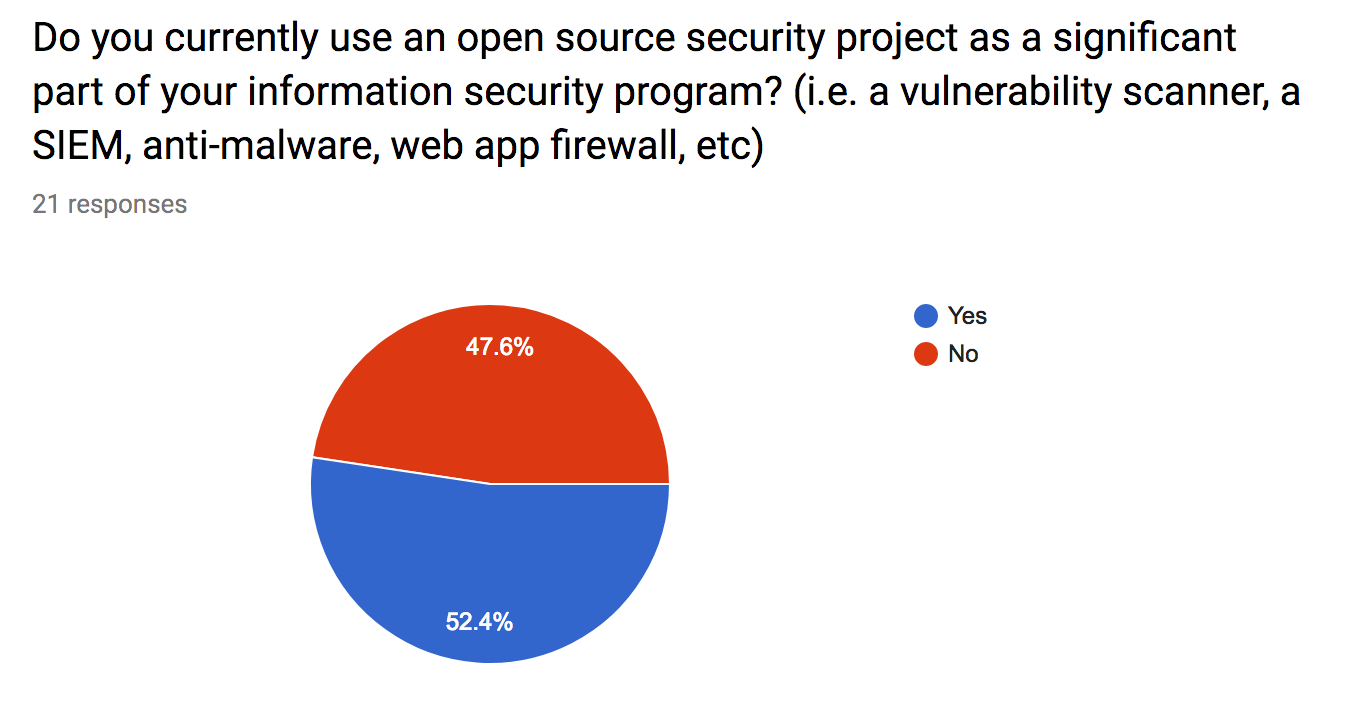 Do you currently use an open source security project as a significant
part of your information security program? (i.e. a vulnerability scanner, a
SIEM, anti-malware, web app firewall, etc)
21 responses
47.6%
52.4%
Yes
No